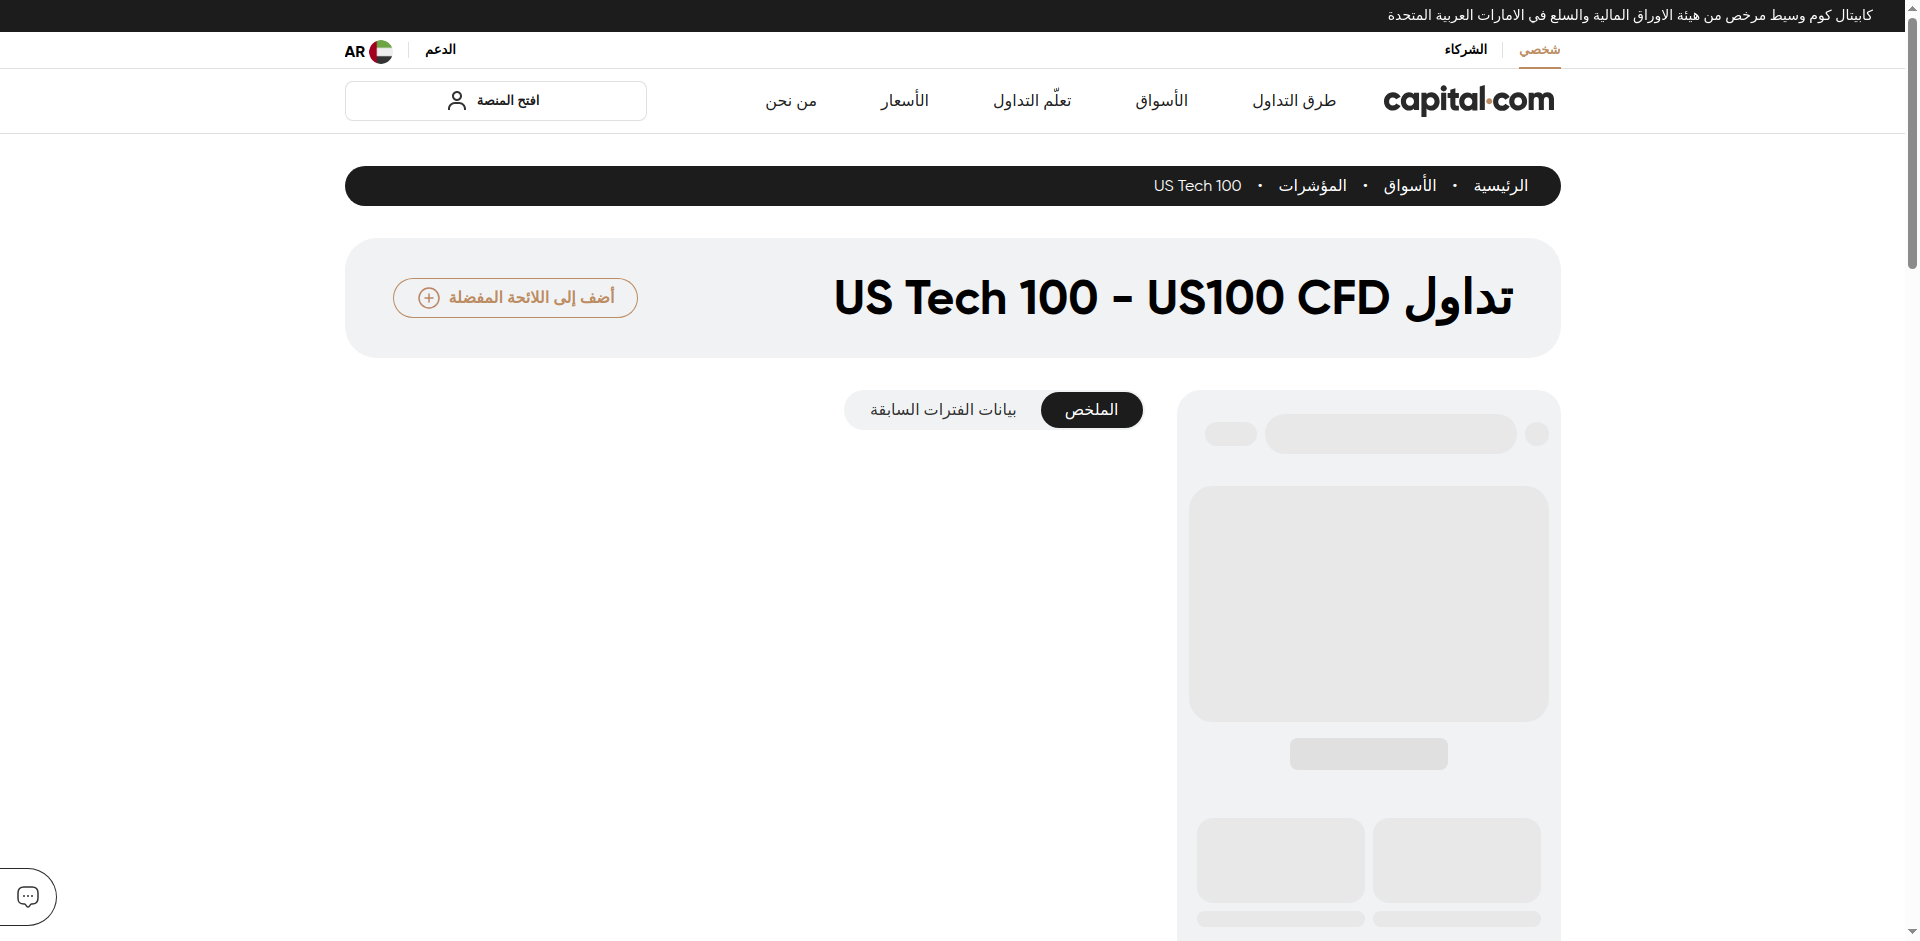 كابيتال كوم وسيط مرخص من هيئة الاوراق المالية والسلع في الامارات العربية المتحدة
شخصي
الشركاء
الدعم
AR
capital.com
طرق التداول
الأسواق
تعلّم التداول
الأسعار
من نحن
افتح المنصة
الرئيسية • الأسواق • المؤشرات • US Tech 100
تداول US Tech 100 - US100 CFD
أضف إلى اللائحة المفضلة
الملخص
بيانات الفترات السابقة